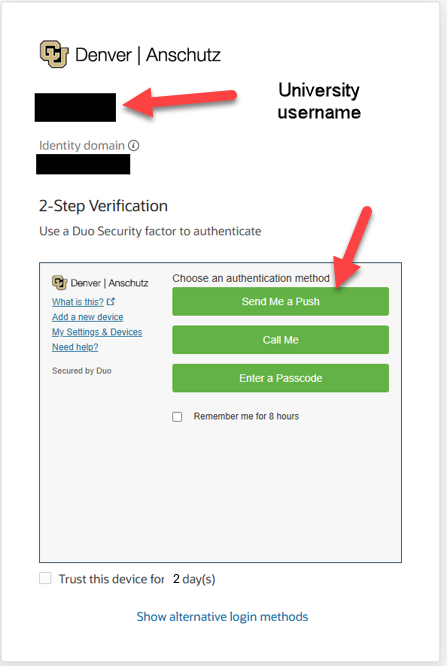 CU Denver | Anschutz
University
username
Identity domain
2-Step Verification
Use a Duo Security factor to authenticate
CU Denver | Anschutz
What is this?
Add a new device
My Settings & Devices
Need help?
Secured by Duo
Choose an authentication method
Send Me a Push
Call Me
Enter a Passcode
Remember me for 8 hours
Trust this device for 2 day(s)
Show alternative login methods